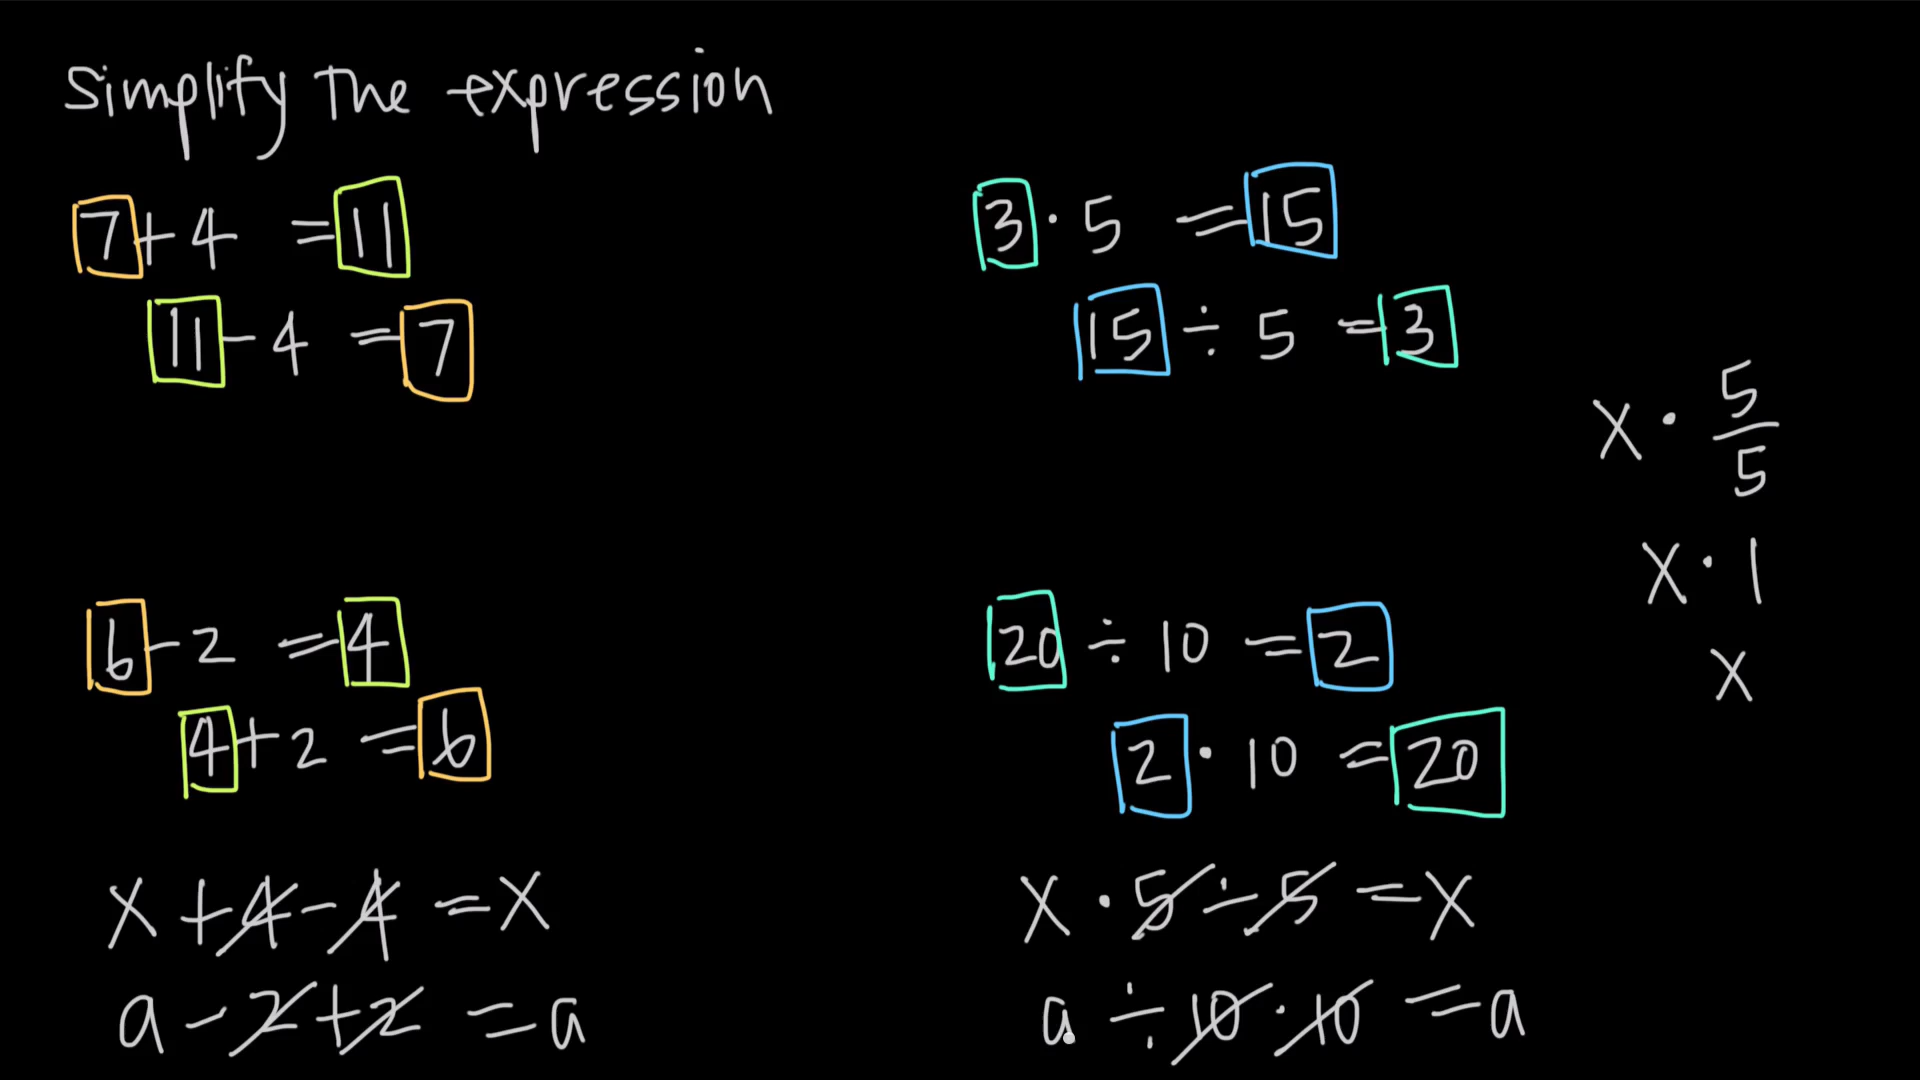 Simplify the expression
7 + 4 = 11
11 - 4 = 7
6 - 2 = 4
4 + 2 = 6
x + 4 - 4 = x
a - 2 + 2 = a
3 · 5 = 15
15 ÷ 5 = 3
20 ÷ 10 = 2
2 · 10 = 20
x · 5 ÷ 5 = x
a ÷ 10 · 10 = a
x · 5/5
x · 1
x